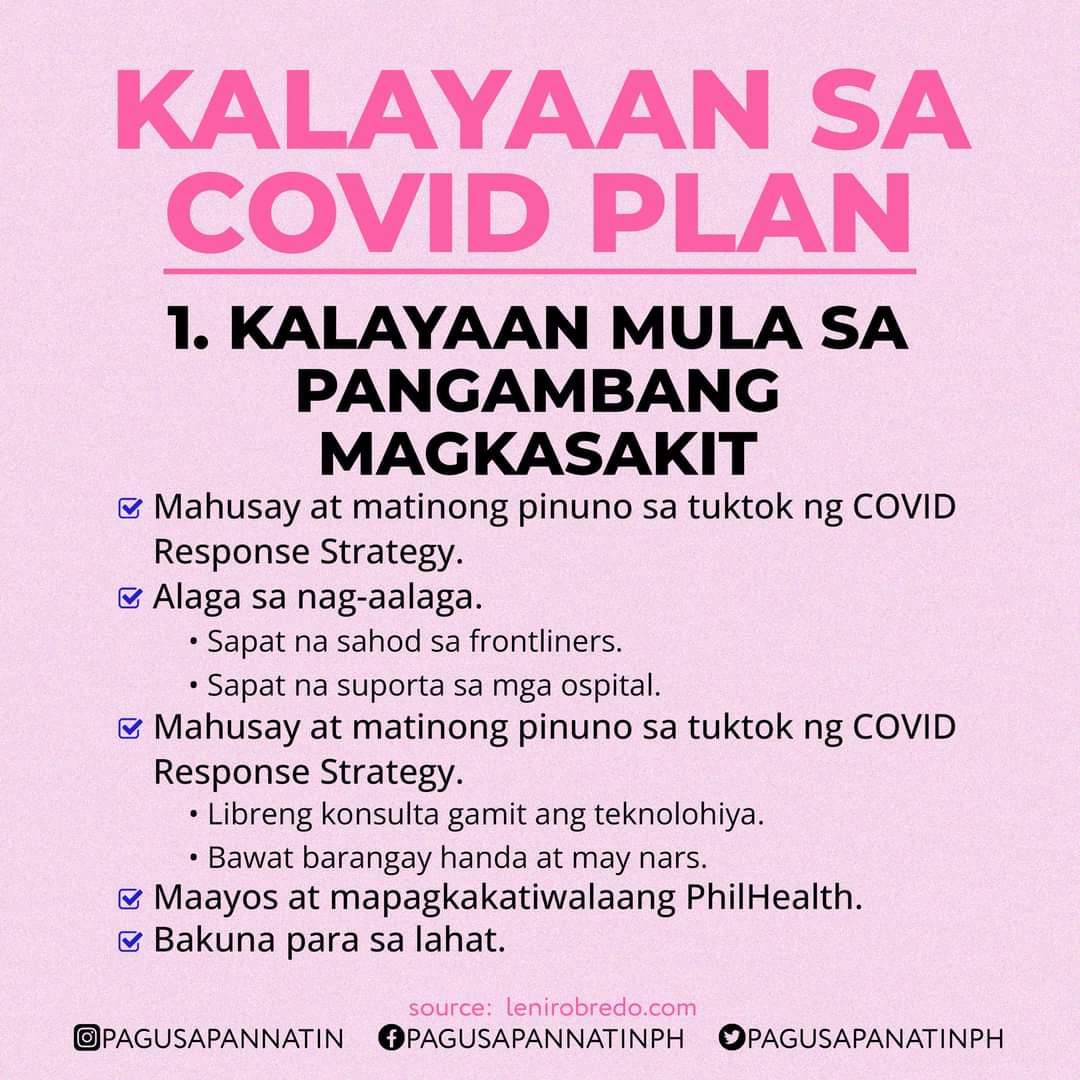 KALAYAAN SA
COVID PLAN
1. KALAYAAN MULA SA
PANGAMBANG
MAGKASAKIT
Mahusay at matinong pinuno sa tuktok ng COVID
Response Strategy.
Alaga sa nag-aalaga.
• Sapat na sahod sa frontliners.
• Sapat na suporta sa mga ospital.
Mahusay at matinong pinuno sa tuktok ng COVID
Response Strategy.
• Libreng konsulta gamit ang teknolohiya.
• Bawat barangay handa at may nars.
Maayos at mapagkakatiwalaang PhilHealth.
Bakuna para sa lahat.
source: lenirobredo.com
PAGUSAPANNATIN PAGUSAPANNATINPH PAGUSAPANATINPH